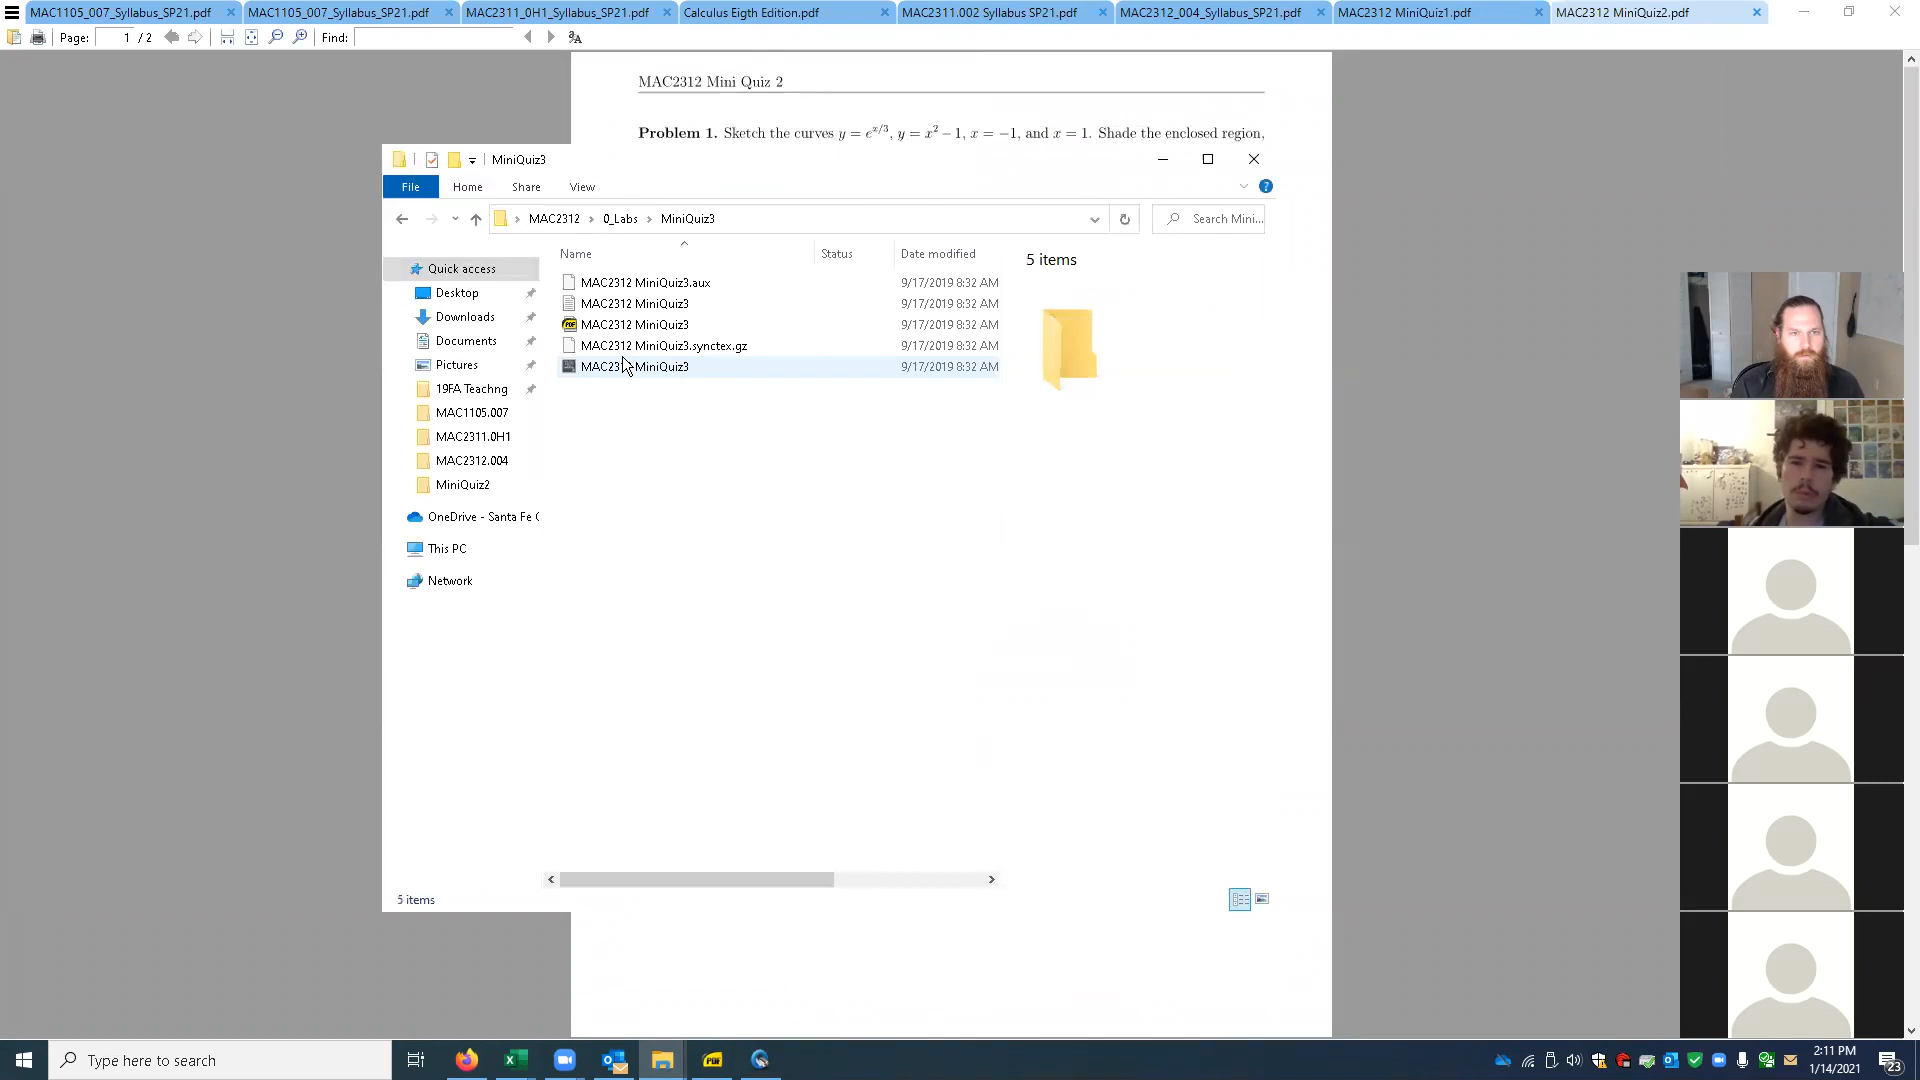 MAC1105_007_Syllabus_SP21.pdf
MAC1105_007_Syllabus_SP21.pdf
MAC2311_0H1_Syllabus_SP21.pdf
Calculus Eigth Edition.pdf
MAC2311.002 Syllabus SP21.pdf
MAC2312_004_Syllabus_SP21.pdf
MAC2312 MiniQuiz1.pdf
MAC2312 MiniQuiz2.pdf
Page: 1 / 2 Find:
MAC2312 Mini Quiz 2
Problem 1. Sketch the curves y = e^{x/3}, y = x^2 − 1, x = −1, and x = 1. Shade the enclosed region,
MiniQuiz3
File Home Share View
MAC2312 > 0_Labs > MiniQuiz3
Search Mini...
Name Status Date modified
5 items
Quick access
Desktop
Downloads
Documents
Pictures
19FA Teachng
MAC1105.007
MAC2311.0H1
MAC2312.004
MiniQuiz2
OneDrive - Santa Fe C
This PC
Network
MAC2312 MiniQuiz3.aux 9/17/2019 8:32 AM
MAC2312 MiniQuiz3 9/17/2019 8:32 AM
MAC2312 MiniQuiz3 9/17/2019 8:32 AM
MAC2312 MiniQuiz3.synctex.gz 9/17/2019 8:32 AM
MAC2312 MiniQuiz3 9/17/2019 8:32 AM
5 items
Type here to search
2:11 PM
1/14/2021
23